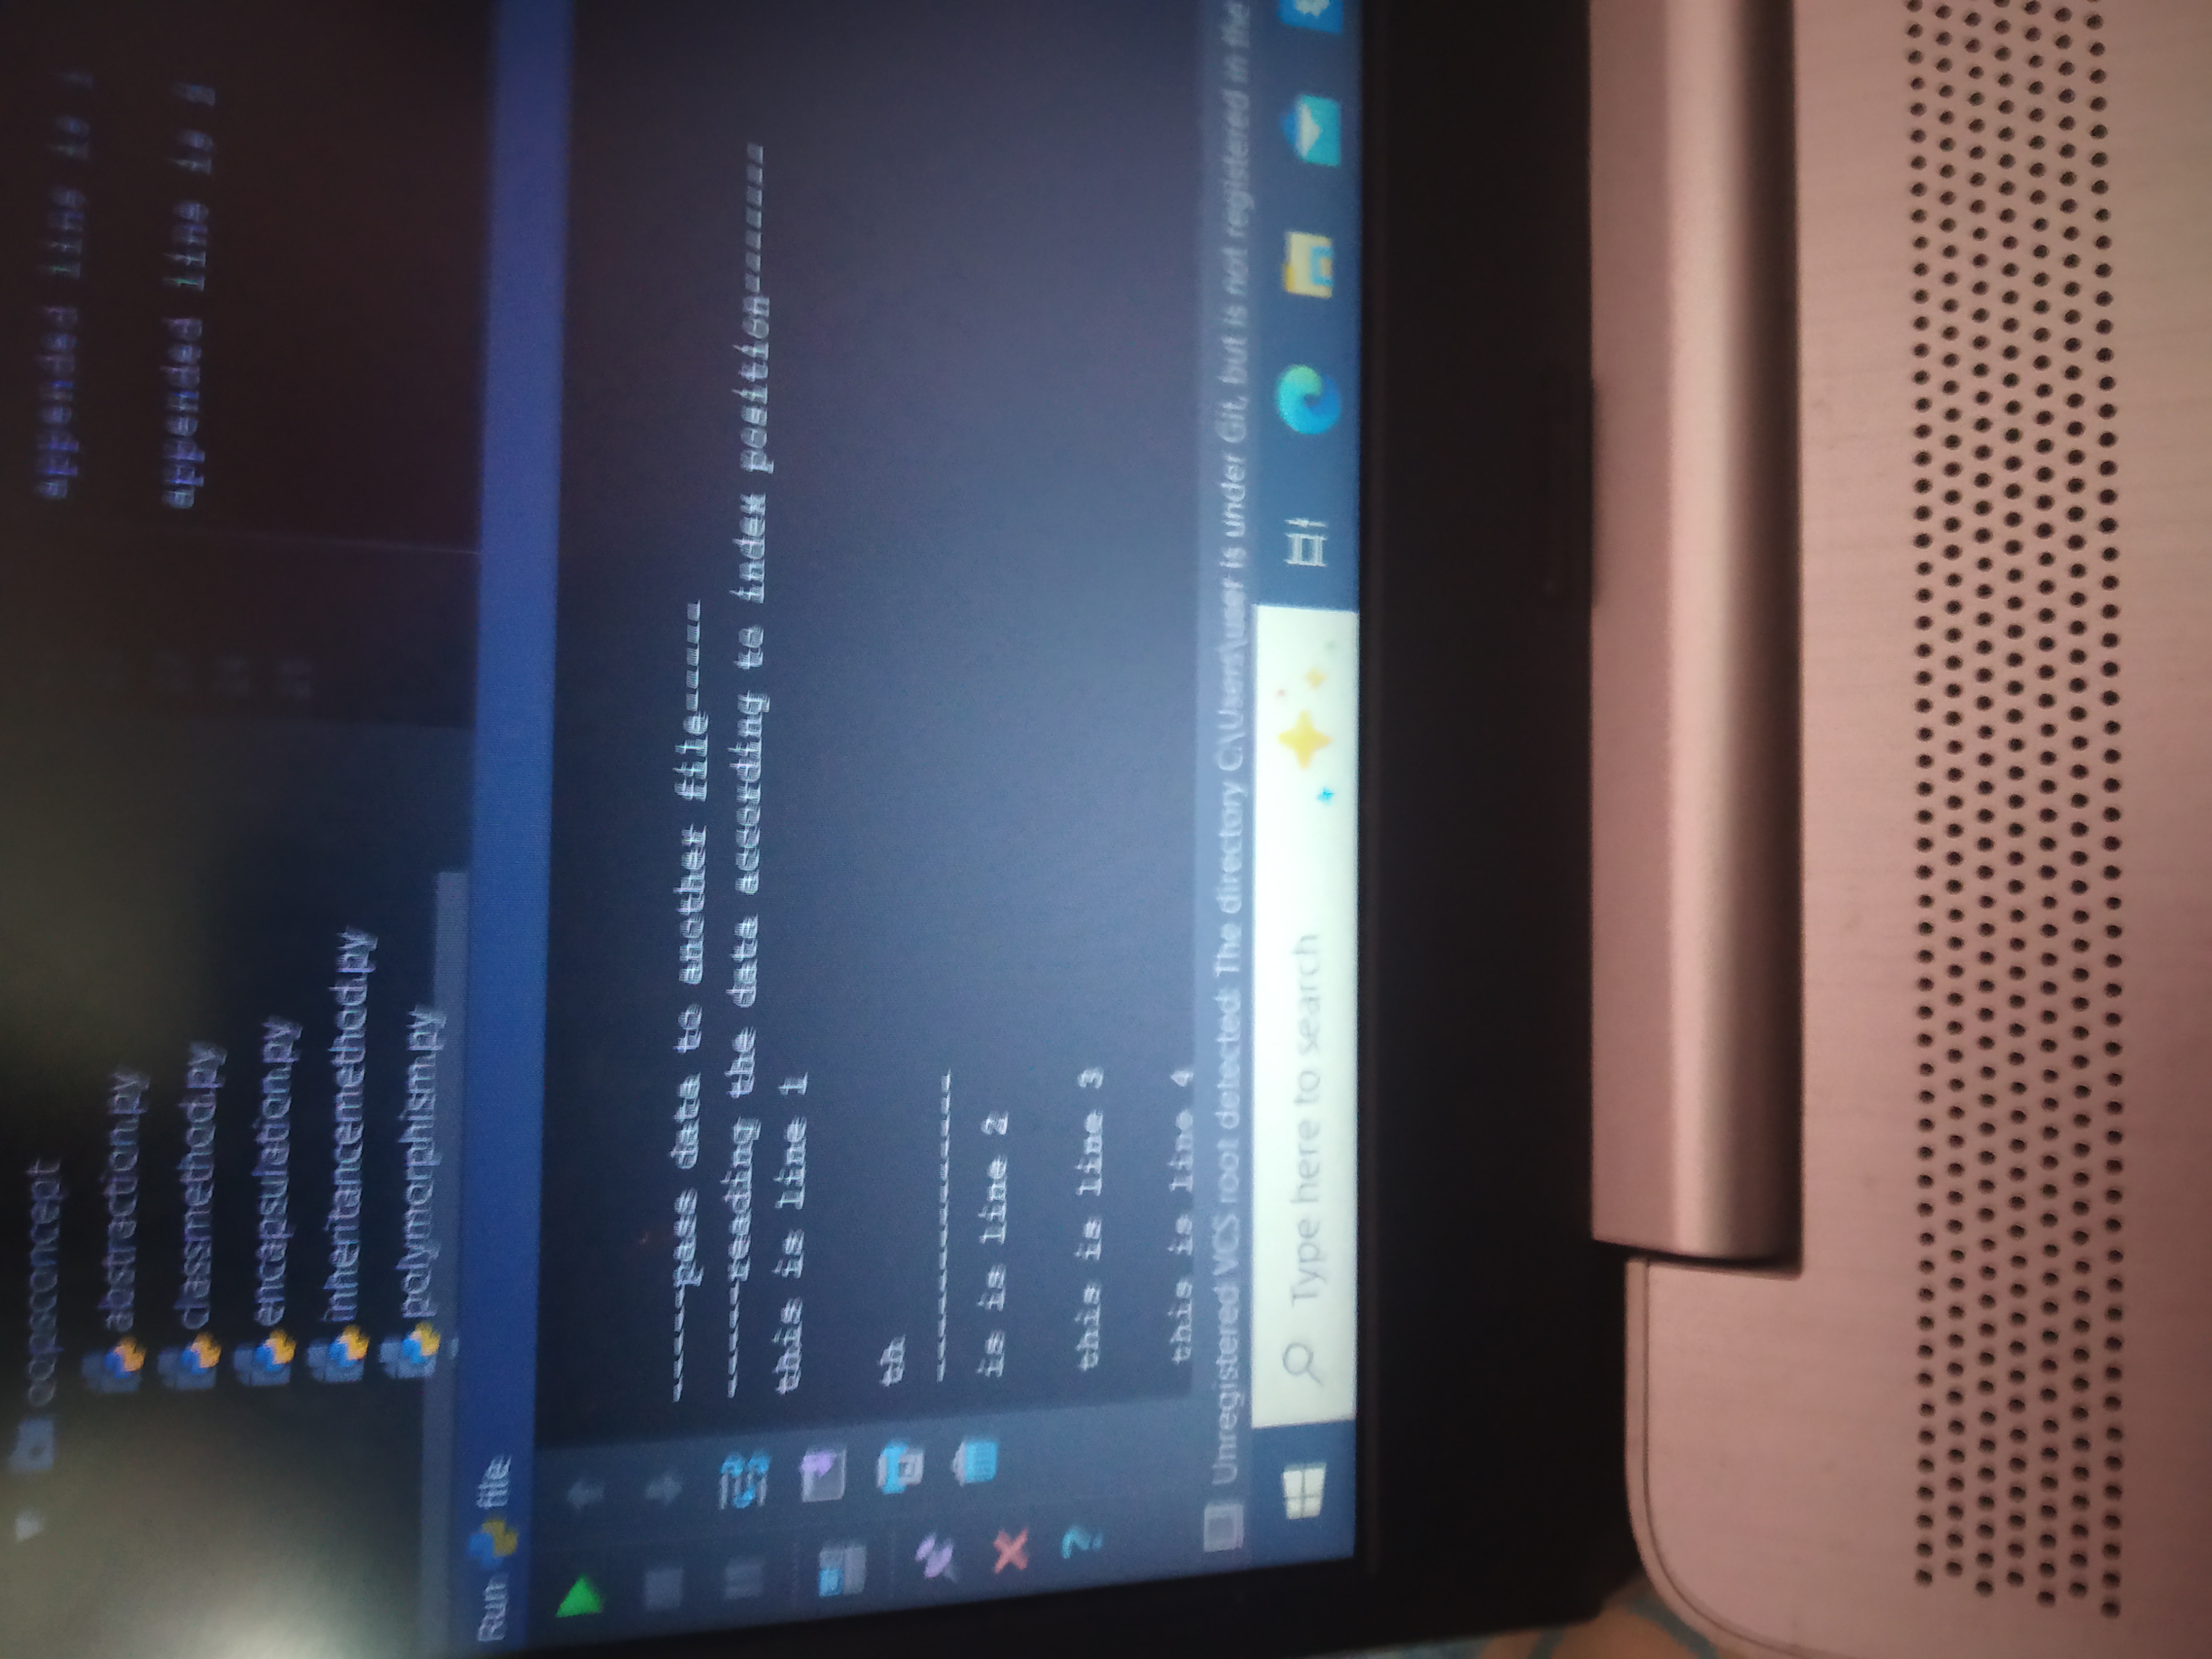 oopsconcept
abstraction.py
classmethod.py
encapsulation.py
inheritancemethod.py
polymorphism.py
appended line is 1
appended line is 2
Run: file
-----pass data to another file-----
-----reading the data according to index position-------
this is line 1
th
--------------
is is line 2
this is line 3
this is line 4
Unregistered VCS root detected: The directory C:\Users\user is under Git, but is not registered in the
Type here to search